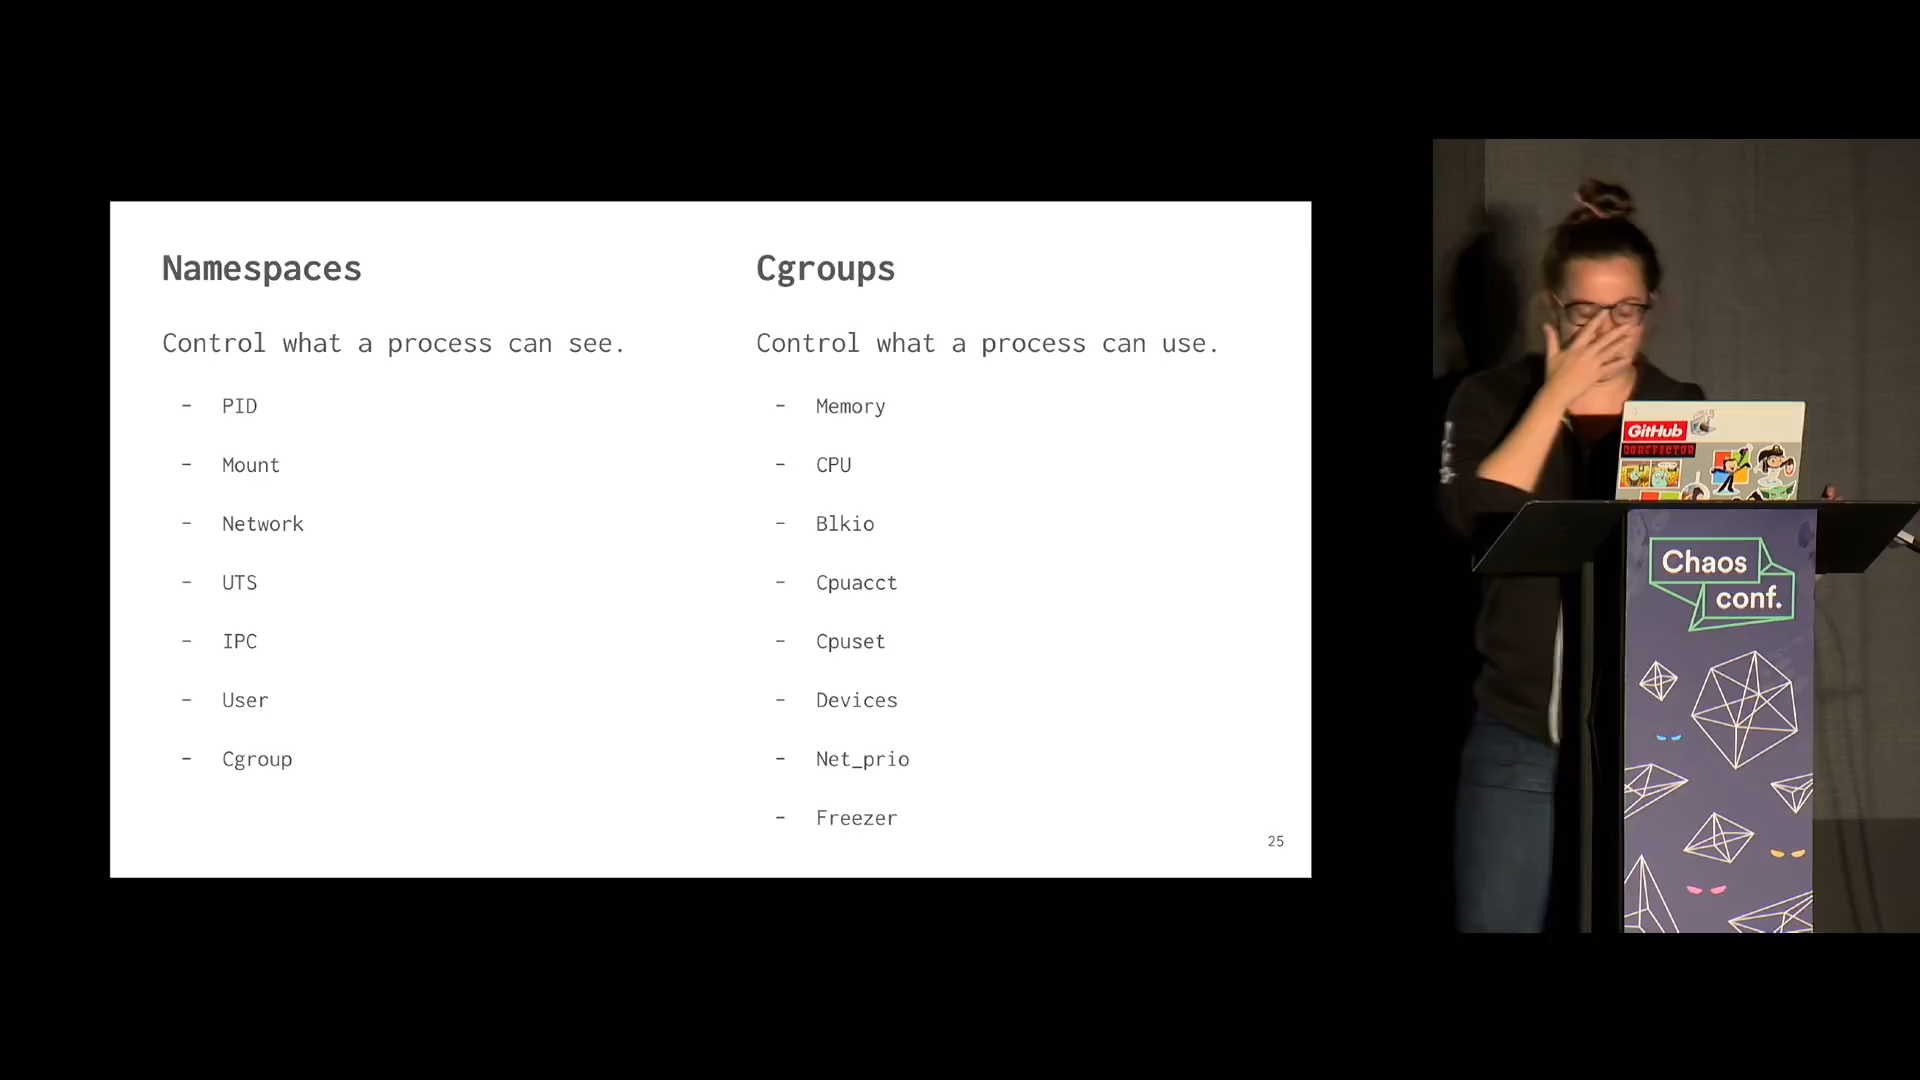 Namespaces
Control what a process can see.
- PID
- Mount
- Network
- UTS
- IPC
- User
- Cgroup
Cgroups
Control what a process can use.
- Memory
- CPU
- Blkio
- Cpuacct
- Cpuset
- Devices
- Net_prio
- Freezer
25
GitHub
Chaos
conf.